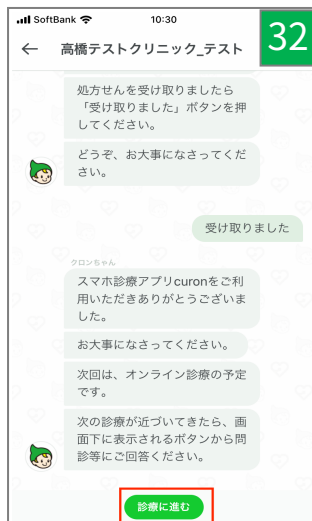 SoftBank 10:30
32
← 高橋テストクリニック_テスト
処方せんを受け取りましたら
「受け取りました」ボタンを押
してください。
どうぞ、お大事になさってくだ
さい。
受け取りました
クロンちゃん
スマホ診療アプリcuronをご利
用いただきありがとうございま
した。
お大事になさってください。
次回は、オンライン診療の予定
です。
次の診療が近づいてきたら、画
面下に表示されるボタンから問
診等にご回答ください。
診療に進む